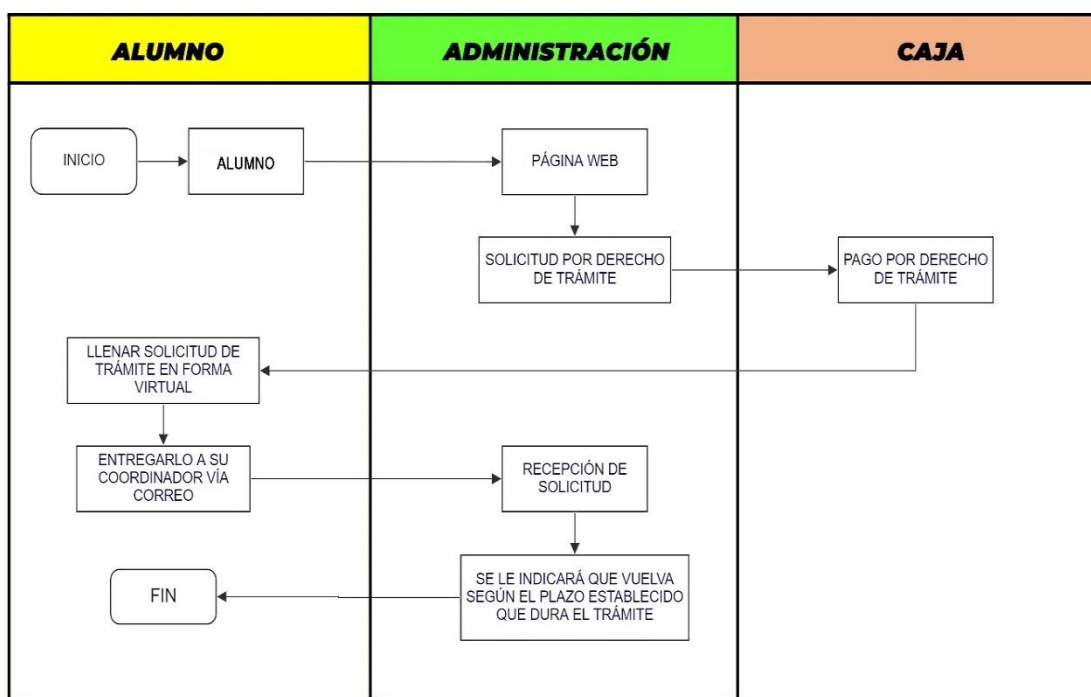 ALUMNO
ADMINISTRACIÓN
CAJA
INICIO
ALUMNO
PÁGINA WEB
SOLICITUD POR DERECHO
DE TRÁMITE
PAGO POR DERECHO
DE TRÁMITE
LLENAR SOLICITUD DE
TRÁMITE EN FORMA
VIRTUAL
ENTREGARLO A SU
COORDINADOR VÍA
CORREO
RECEPCIÓN DE
SOLICITUD
SE LE INDICARÁ QUE VUELVA
SEGÚN EL PLAZO ESTABLECIDO
QUE DURA EL TRÁMITE
FIN